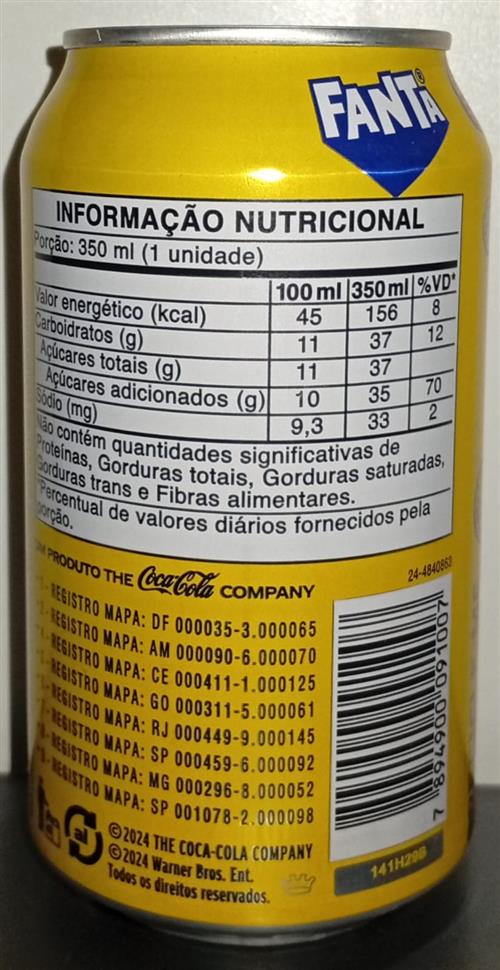 FANTA®
INFORMAÇÃO NUTRICIONAL
Porção: 350 ml (1 unidade)
100 ml 350 ml %VD*
Valor energético (kcal) 45 156 8
Carboidratos (g) 11 37 12
Açúcares totais (g) 11 37
Açúcares adicionados (g) 10 35 70
Sódio (mg) 9,3 33 2
Não contém quantidades significativas de
Proteínas, Gorduras totais, Gorduras saturadas,
Gorduras trans e Fibras alimentares.
*Percentual de valores diários fornecidos pela
porção.
UM PRODUTO THE Coca-Cola COMPANY
24-4840863
REGISTRO MAPA: DF 000035-3.000065
- REGISTRO MAPA: AM 000090-6.000070
- REGISTRO MAPA: CE 000411-1.000125
- REGISTRO MAPA: GO 000311-5.000061
- REGISTRO MAPA: RJ 000449-9.000145
- REGISTRO MAPA: SP 000459-6.000092
- REGISTRO MAPA: MG 000296-8.000052
- REGISTRO MAPA: SP 001078-2.000098
7 894900 091007
al
©2024 THE COCA-COLA COMPANY
©2024 Warner Bros. Ent.
Todos os direitos reservados.
141H29B